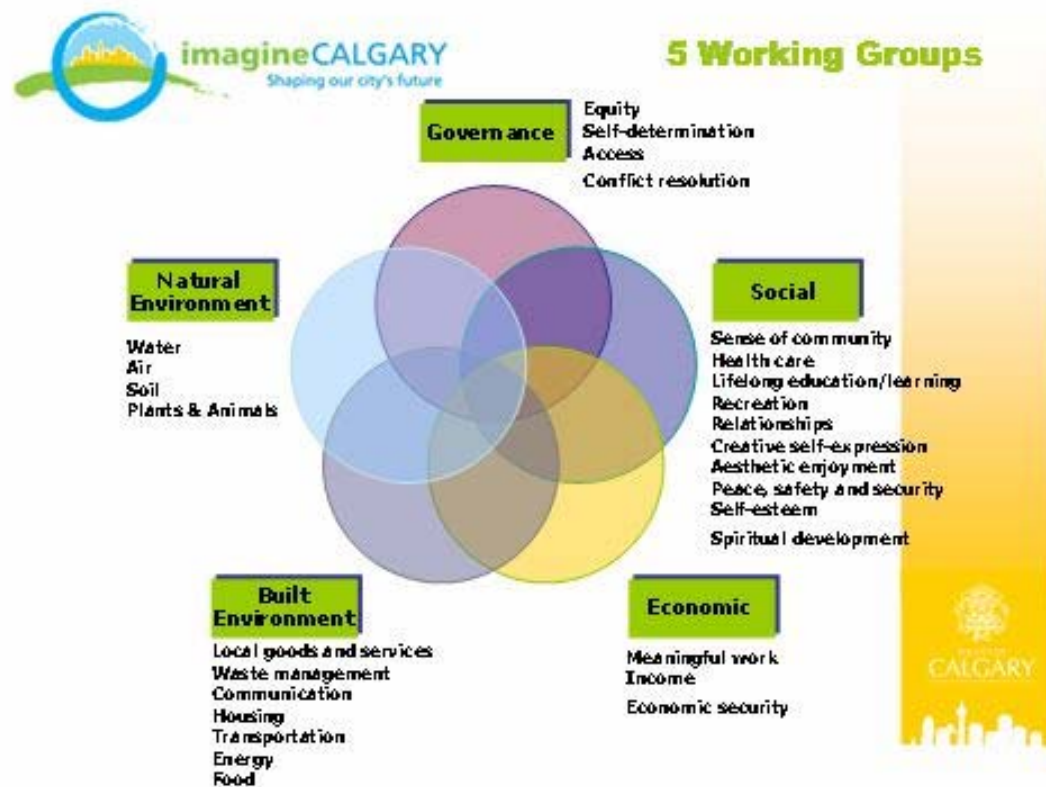 imagineCALGARY
Shaping our city's future
5 Working Groups
Governance
Equity
Self-determination
Access
Conflict resolution
Natural
Environment
Water
Air
Soil
Plants & Animals
Social
Sense of community
Health care
Lifelong education/learning
Recreation
Relationships
Creative self-expression
Aesthetic enjoyment
Peace, safety and security
Self-esteem
Spiritual development
Built
Environment
Local goods and services
Waste management
Communication
Housing
Transportation
Energy
Food
Economic
Meaningful work
Income
Economic security
CALGARY